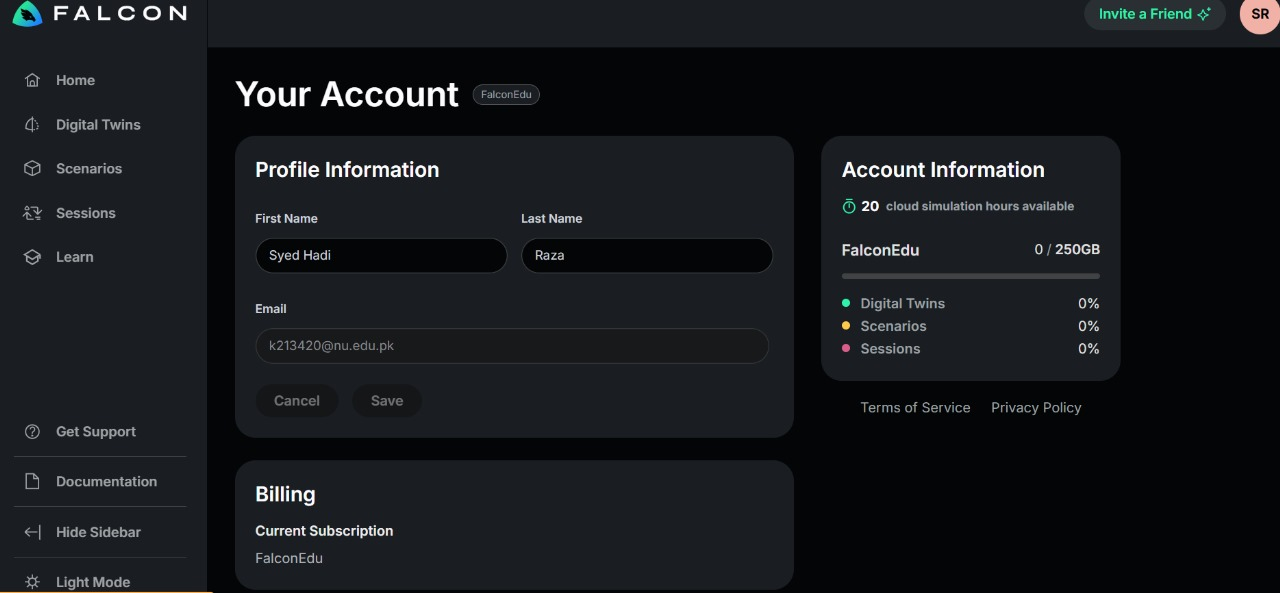 FALCON
Invite a Friend
SR
Home
Digital Twins
Scenarios
Sessions
Learn
Get Support
Documentation
Hide Sidebar
Light Mode
Your Account
FalconEdu
Profile Information
First Name
Last Name
Syed Hadi
Raza
Email
k213420@nu.edu.pk
Cancel
Save
Billing
Current Subscription
FalconEdu
Account Information
20 cloud simulation hours available
FalconEdu 0 / 250GB
Digital Twins 0%
Scenarios 0%
Sessions 0%
Terms of Service
Privacy Policy